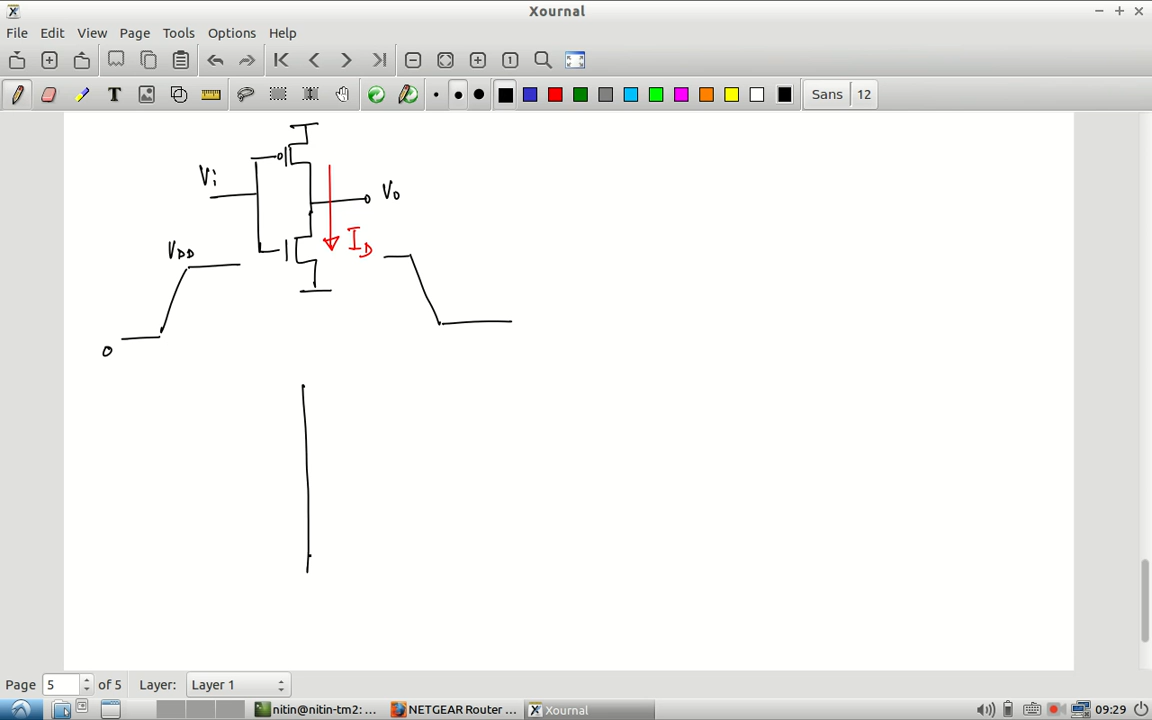 Xournal
File Edit View Page Tools Options Help
T Sans 12
Vi
Vo
ID
VDD
0
Page 5 of 5 Layer: Layer 1
nitin@nitin-tm2: ... NETGEAR Router ... Xournal 09:29